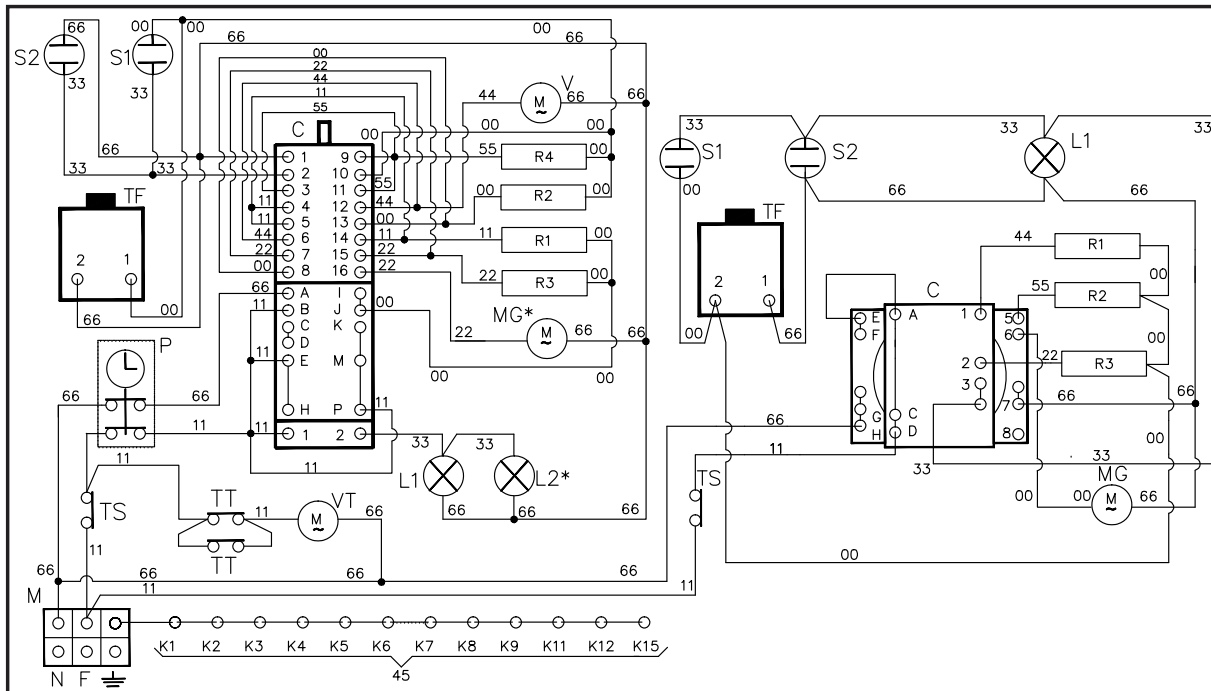 66 00 00 00
S2 S1 66 66
33 33 00
22
44
11
55
V
44 M ~ 66 66
C 00 00 00
66 1 9 55 R4 00
33 33 2 10
3 11 55
11 4 12 44 00 R2 00
11 5 13 00
44 6 14 11 11 R1 00
22 7 15 22
00 8 16 22 22 R3 00
TF
2 1
66 00
66 A I
11 B J 00
C K
D
11 E M
H P 11
MG*
22 M ~ 66 66
00 00
P
66 66
11 11 1 2 33 33
11
L1 L2*
66 66 66
11 TS TT 11 VT
M ~
TT 66
11
66 66 66 66
11
M
N F
K1 K2 K3 K4 K5 K6 K7 K8 K9 K11 K12 K15
45
33 33 33
S1 S2 L1
00 66 66
TF
2 1
00 66
C
44 R1 00
E A 1 5 55 R2
F 6 00
2 22 R3
3
G C 7 66 66
66 H D 8 00
11 33 33
TS MG
00 00 M ~ 66
11 00